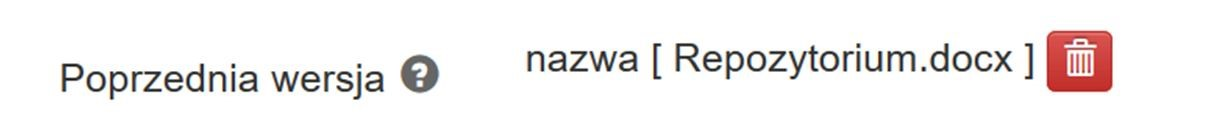 Poprzednia wersja ? nazwa [ Repozytorium.docx ]